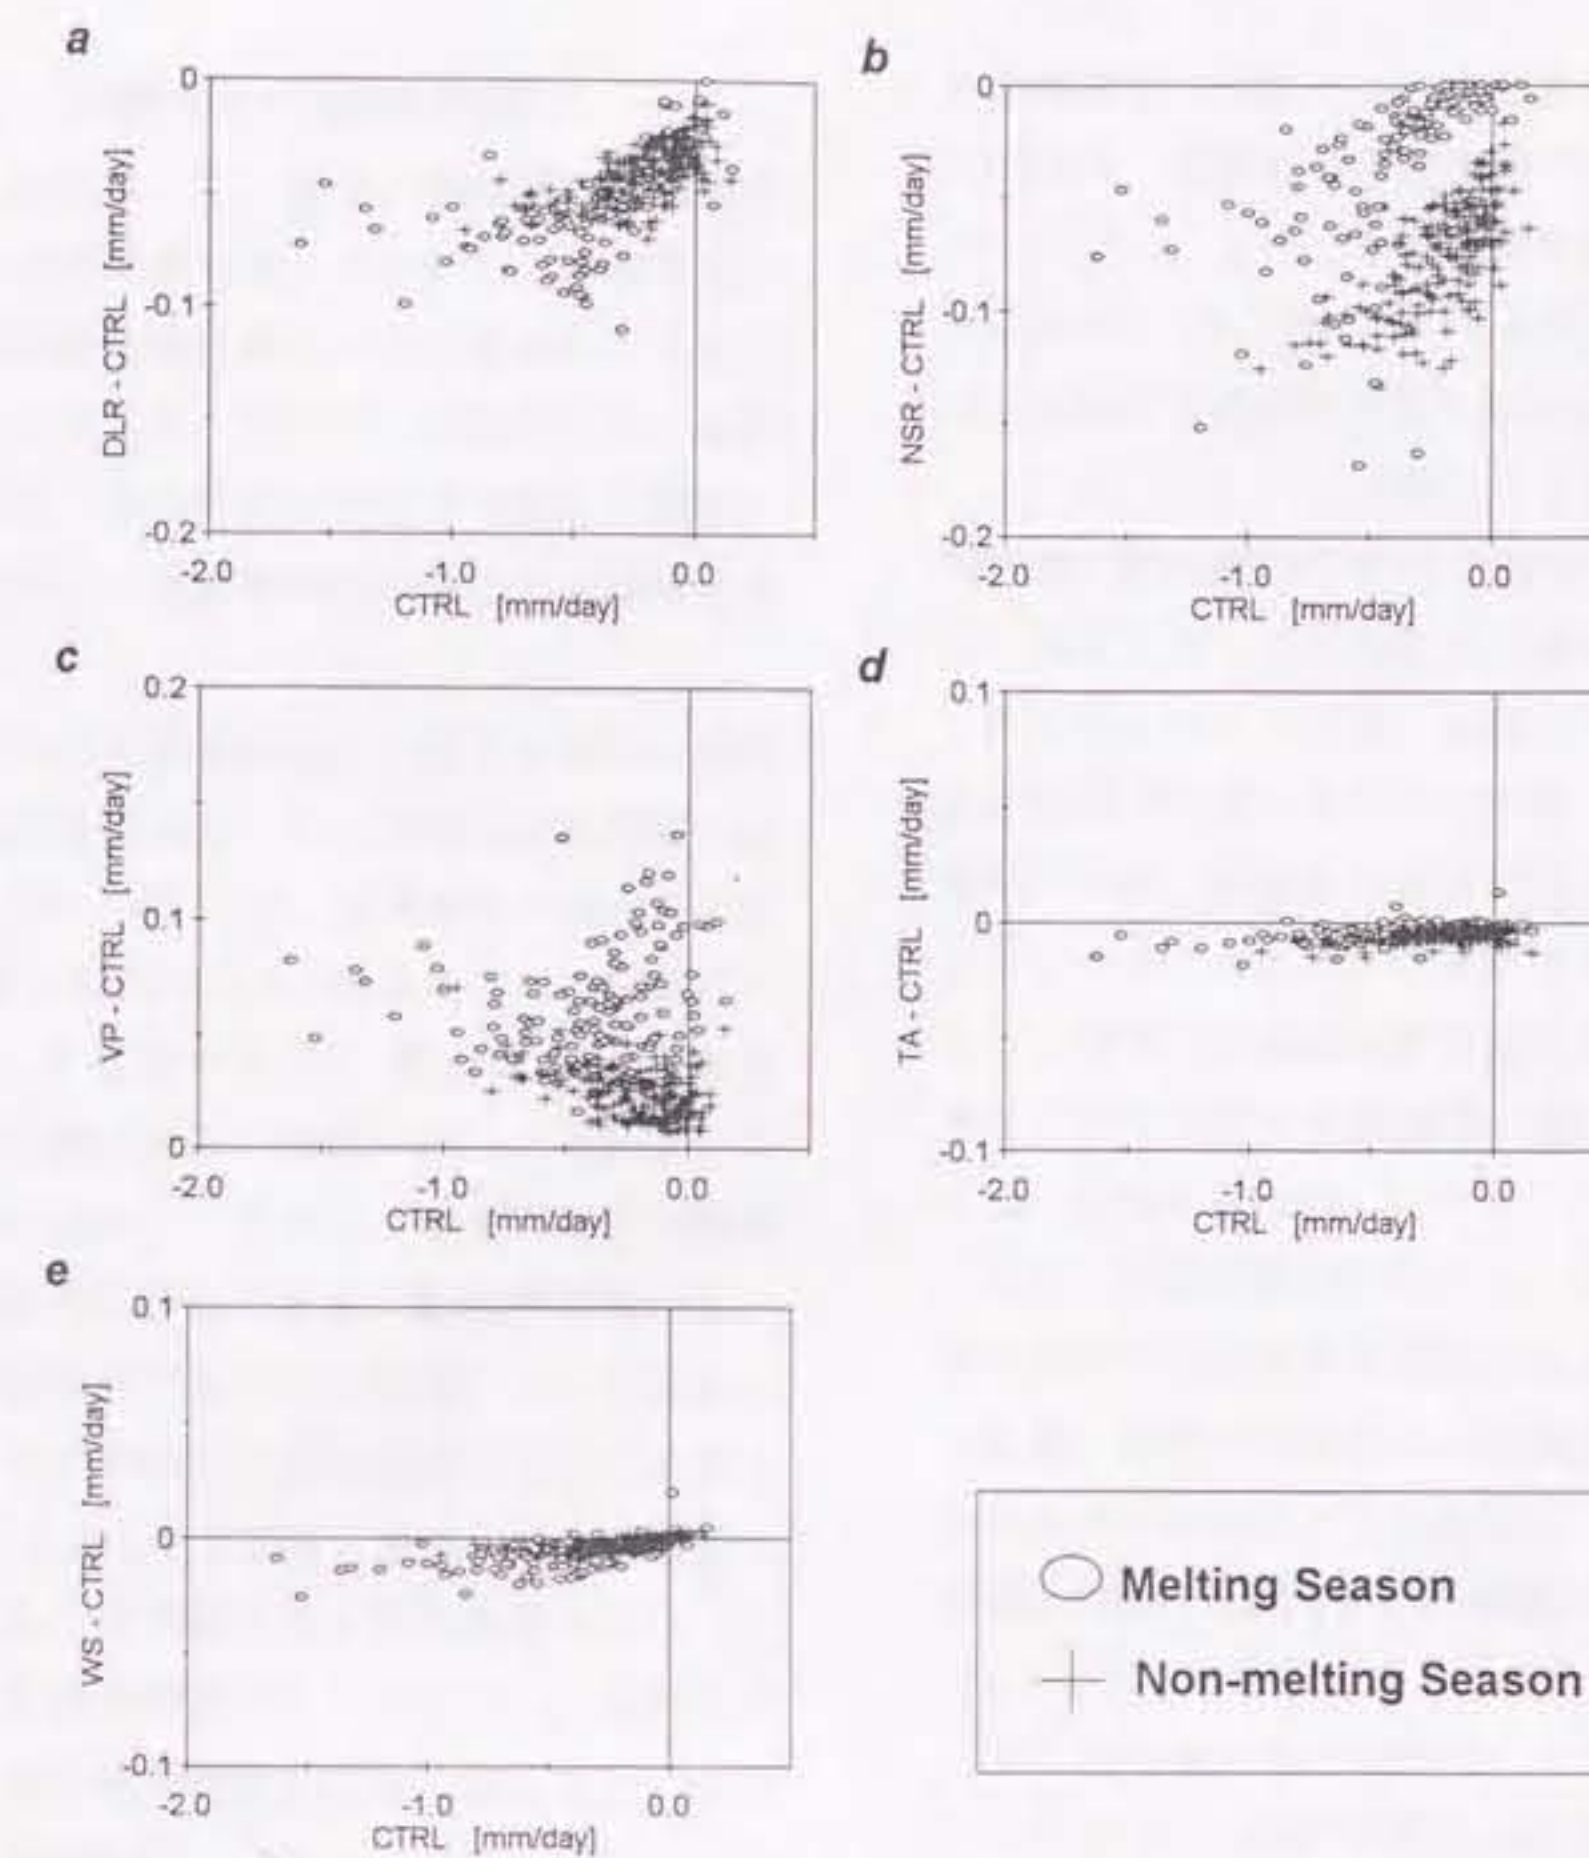 a
0
-0.1
-0.2
DLR - CTRL [mm/day]
-2.0 -1.0 0.0
CTRL [mm/day]
b
0
-0.1
-0.2
NSR - CTRL [mm/day]
-2.0 -1.0 0.0
CTRL [mm/day]
c
0.2
0.1
0
VP - CTRL [mm/day]
-2.0 -1.0 0.0
CTRL [mm/day]
d
0.1
0
-0.1
TA - CTRL [mm/day]
-2.0 -1.0 0.0
CTRL [mm/day]
e
0.1
0
-0.1
WS - CTRL [mm/day]
-2.0 -1.0 0.0
CTRL [mm/day]
Melting Season
Non-melting Season